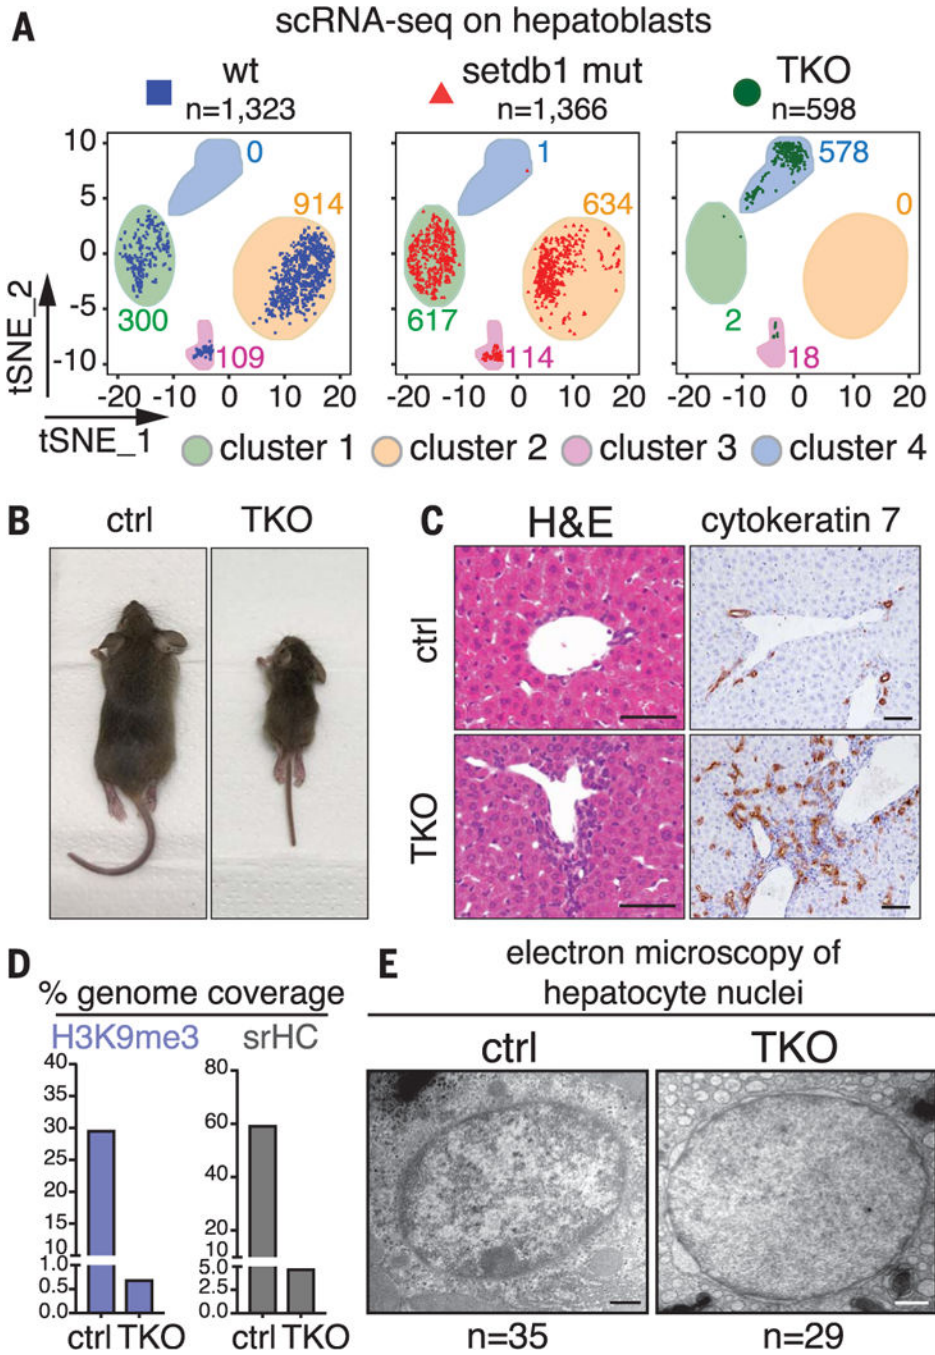 A
scRNA-seq on hepatoblasts
wt
n=1,323
setdb1 mut
n=1,366
TKO
n=598
10
5
0
-5
-10
tSNE_2
0
914
300
109
1
634
617
114
578
0
2
18
-20 -10 0 10 20
-20 -10 0 10 20
-20 -10 0 10 20
tSNE_1
cluster 1
cluster 2
cluster 3
cluster 4
B
ctrl
TKO
C
H&E
cytokeratin 7
ctrl
TKO
D
% genome coverage
H3K9me3
40
35
30
25
20
15
10
1.0
0.5
0.0
ctrl TKO
srHC
80
60
40
20
10
5.0
2.5
0.0
ctrl TKO
E
electron microscopy of
hepatocyte nuclei
ctrl
TKO
n=35
n=29